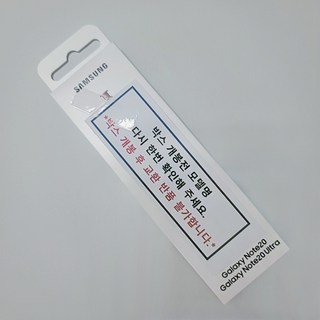 SAMSUNG
박스 개봉전 모델명
다시 한번 확인해 주세요.
*박스 개봉 후 교환 반품 불가합니다.*
Galaxy Note20
Galaxy Note20 Ultra